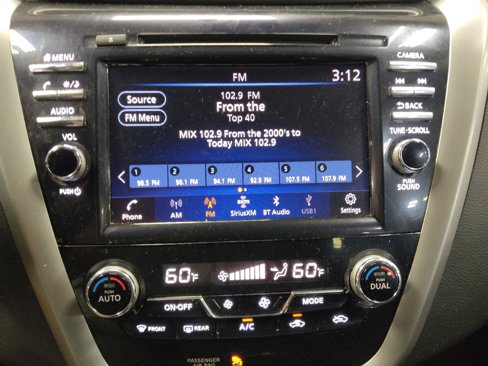 MENU
CAMERA
FM
3:12
AUDIO
BACK
Source
FM Menu
102.9 FM
From the
Top 40
MIX 102.9 From the 2000's to
Today MIX 102.9
VOL
PUSH
TUNE·SCROLL
PUSH
SOUND
1 2 3 4 5 6
98.5 FM 96.1 FM 94.1 FM 92.9 FM 107.5 FM 107.9 FM
Phone AM FM SiriusXM BT Audio USB1 Settings
60°F 60°F
PUSH
AUTO
PUSH
DUAL
ON·OFF
MODE
FRONT REAR A/C
PASSENGER
AIR BAG